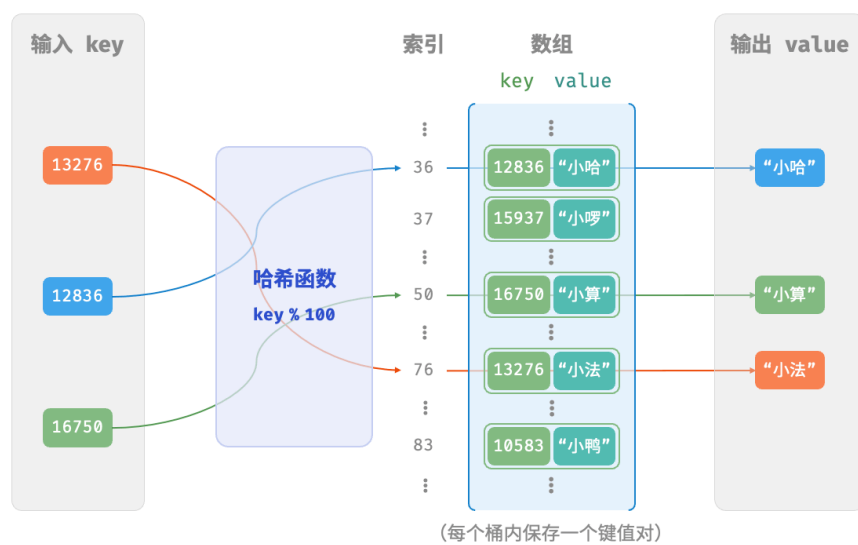 输入 key
索引
数组
输出 value
key value
13276
36
12836 “小哈”
“小哈”
37
15937 “小啰”
哈希函数
key % 100
12836
50
16750 “小算”
“小算”
76
13276 “小法”
“小法”
16750
83
10583 “小鸭”
（每个桶内保存一个键值对）